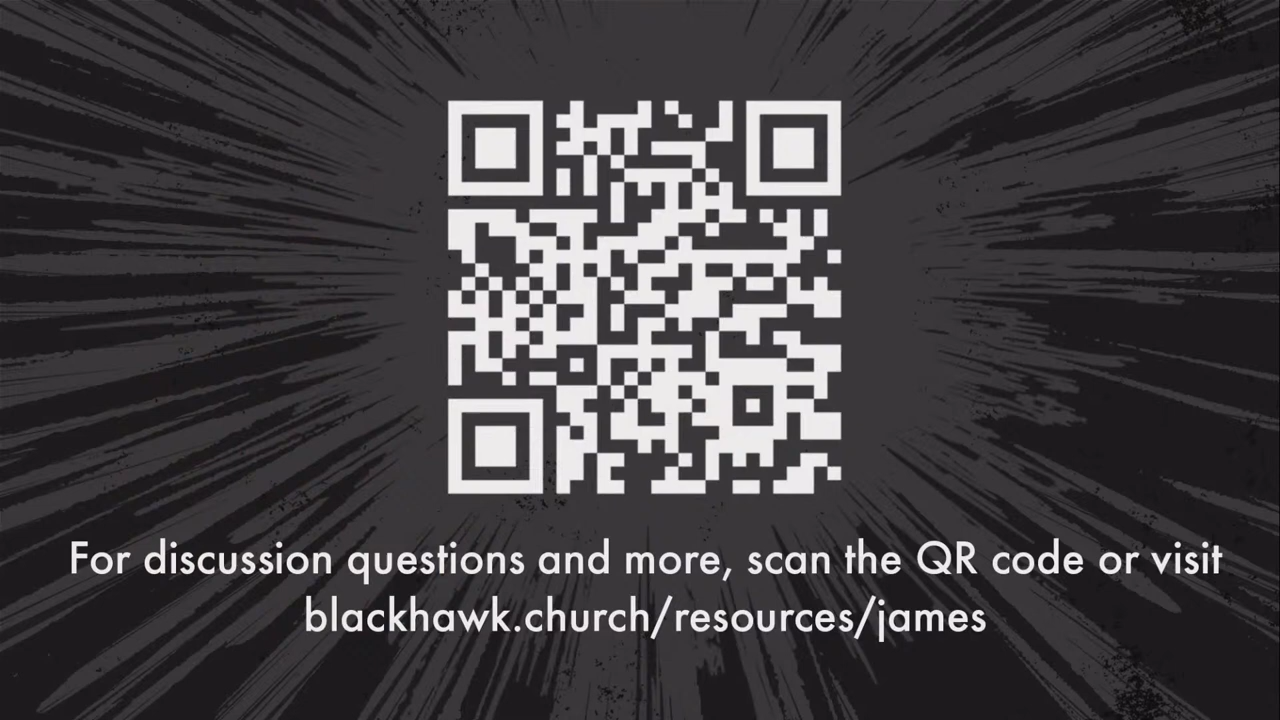 For discussion questions and more, scan the QR code or visit
blackhawk.church/resources/james